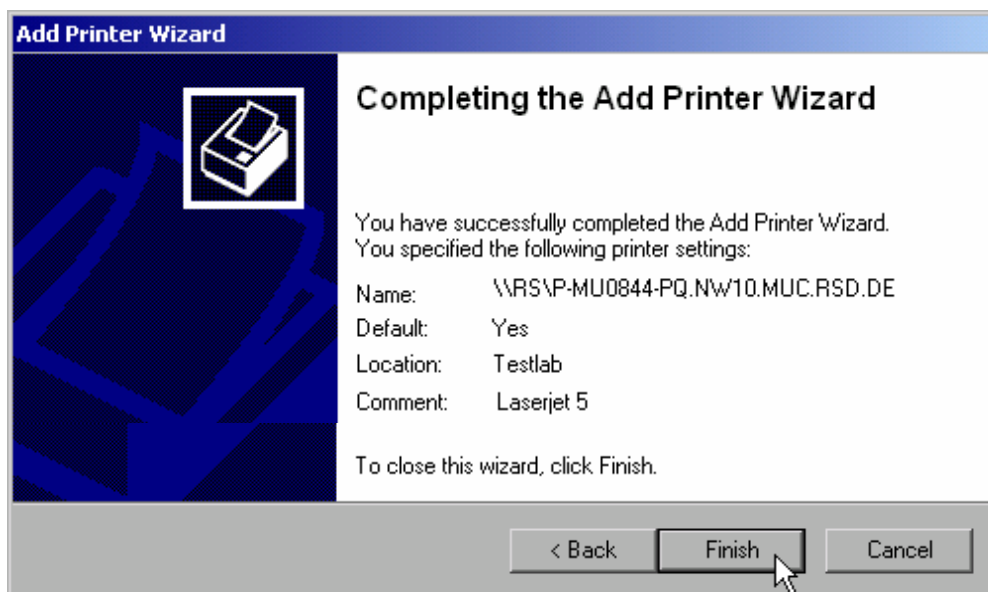 Add Printer Wizard
Completing the Add Printer Wizard
You have successfully completed the Add Printer Wizard.
You specified the following printer settings:
Name: \\RS\P-MU0844-PQ.NW10.MUC.RSD.DE
Default: Yes
Location: Testlab
Comment: Laserjet 5
To close this wizard, click Finish.
< Back Finish Cancel